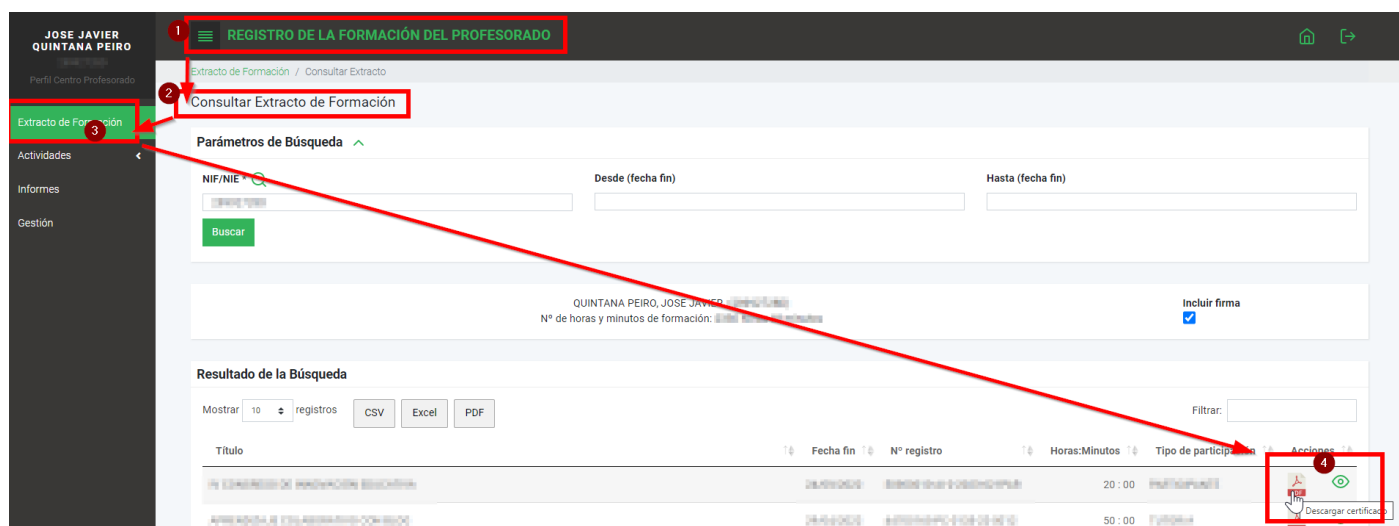 JOSE JAVIER
QUINTANA PEIRO
Perfil Centro Profesorado
1
REGISTRO DE LA FORMACIÓN DEL PROFESORADO
Extracto de Formación / Consultar Extracto
2
Consultar Extracto de Formación
Extracto de Formación
3
Actividades
Informes
Gestión
Parámetros de Búsqueda
NIF/NIE *
Desde (fecha fin)
Hasta (fecha fin)
Buscar
QUINTANA PEIRO, JOSE JAVIER
Nº de horas y minutos de formación:
Incluir firma
Resultado de la Búsqueda
Mostrar 10 registros CSV Excel PDF
Filtrar:
Título Fecha fin Nº registro Horas:Minutos Tipo de participación Acciones
4
20 : 00
PDF
Descargar certificado
50 : 00